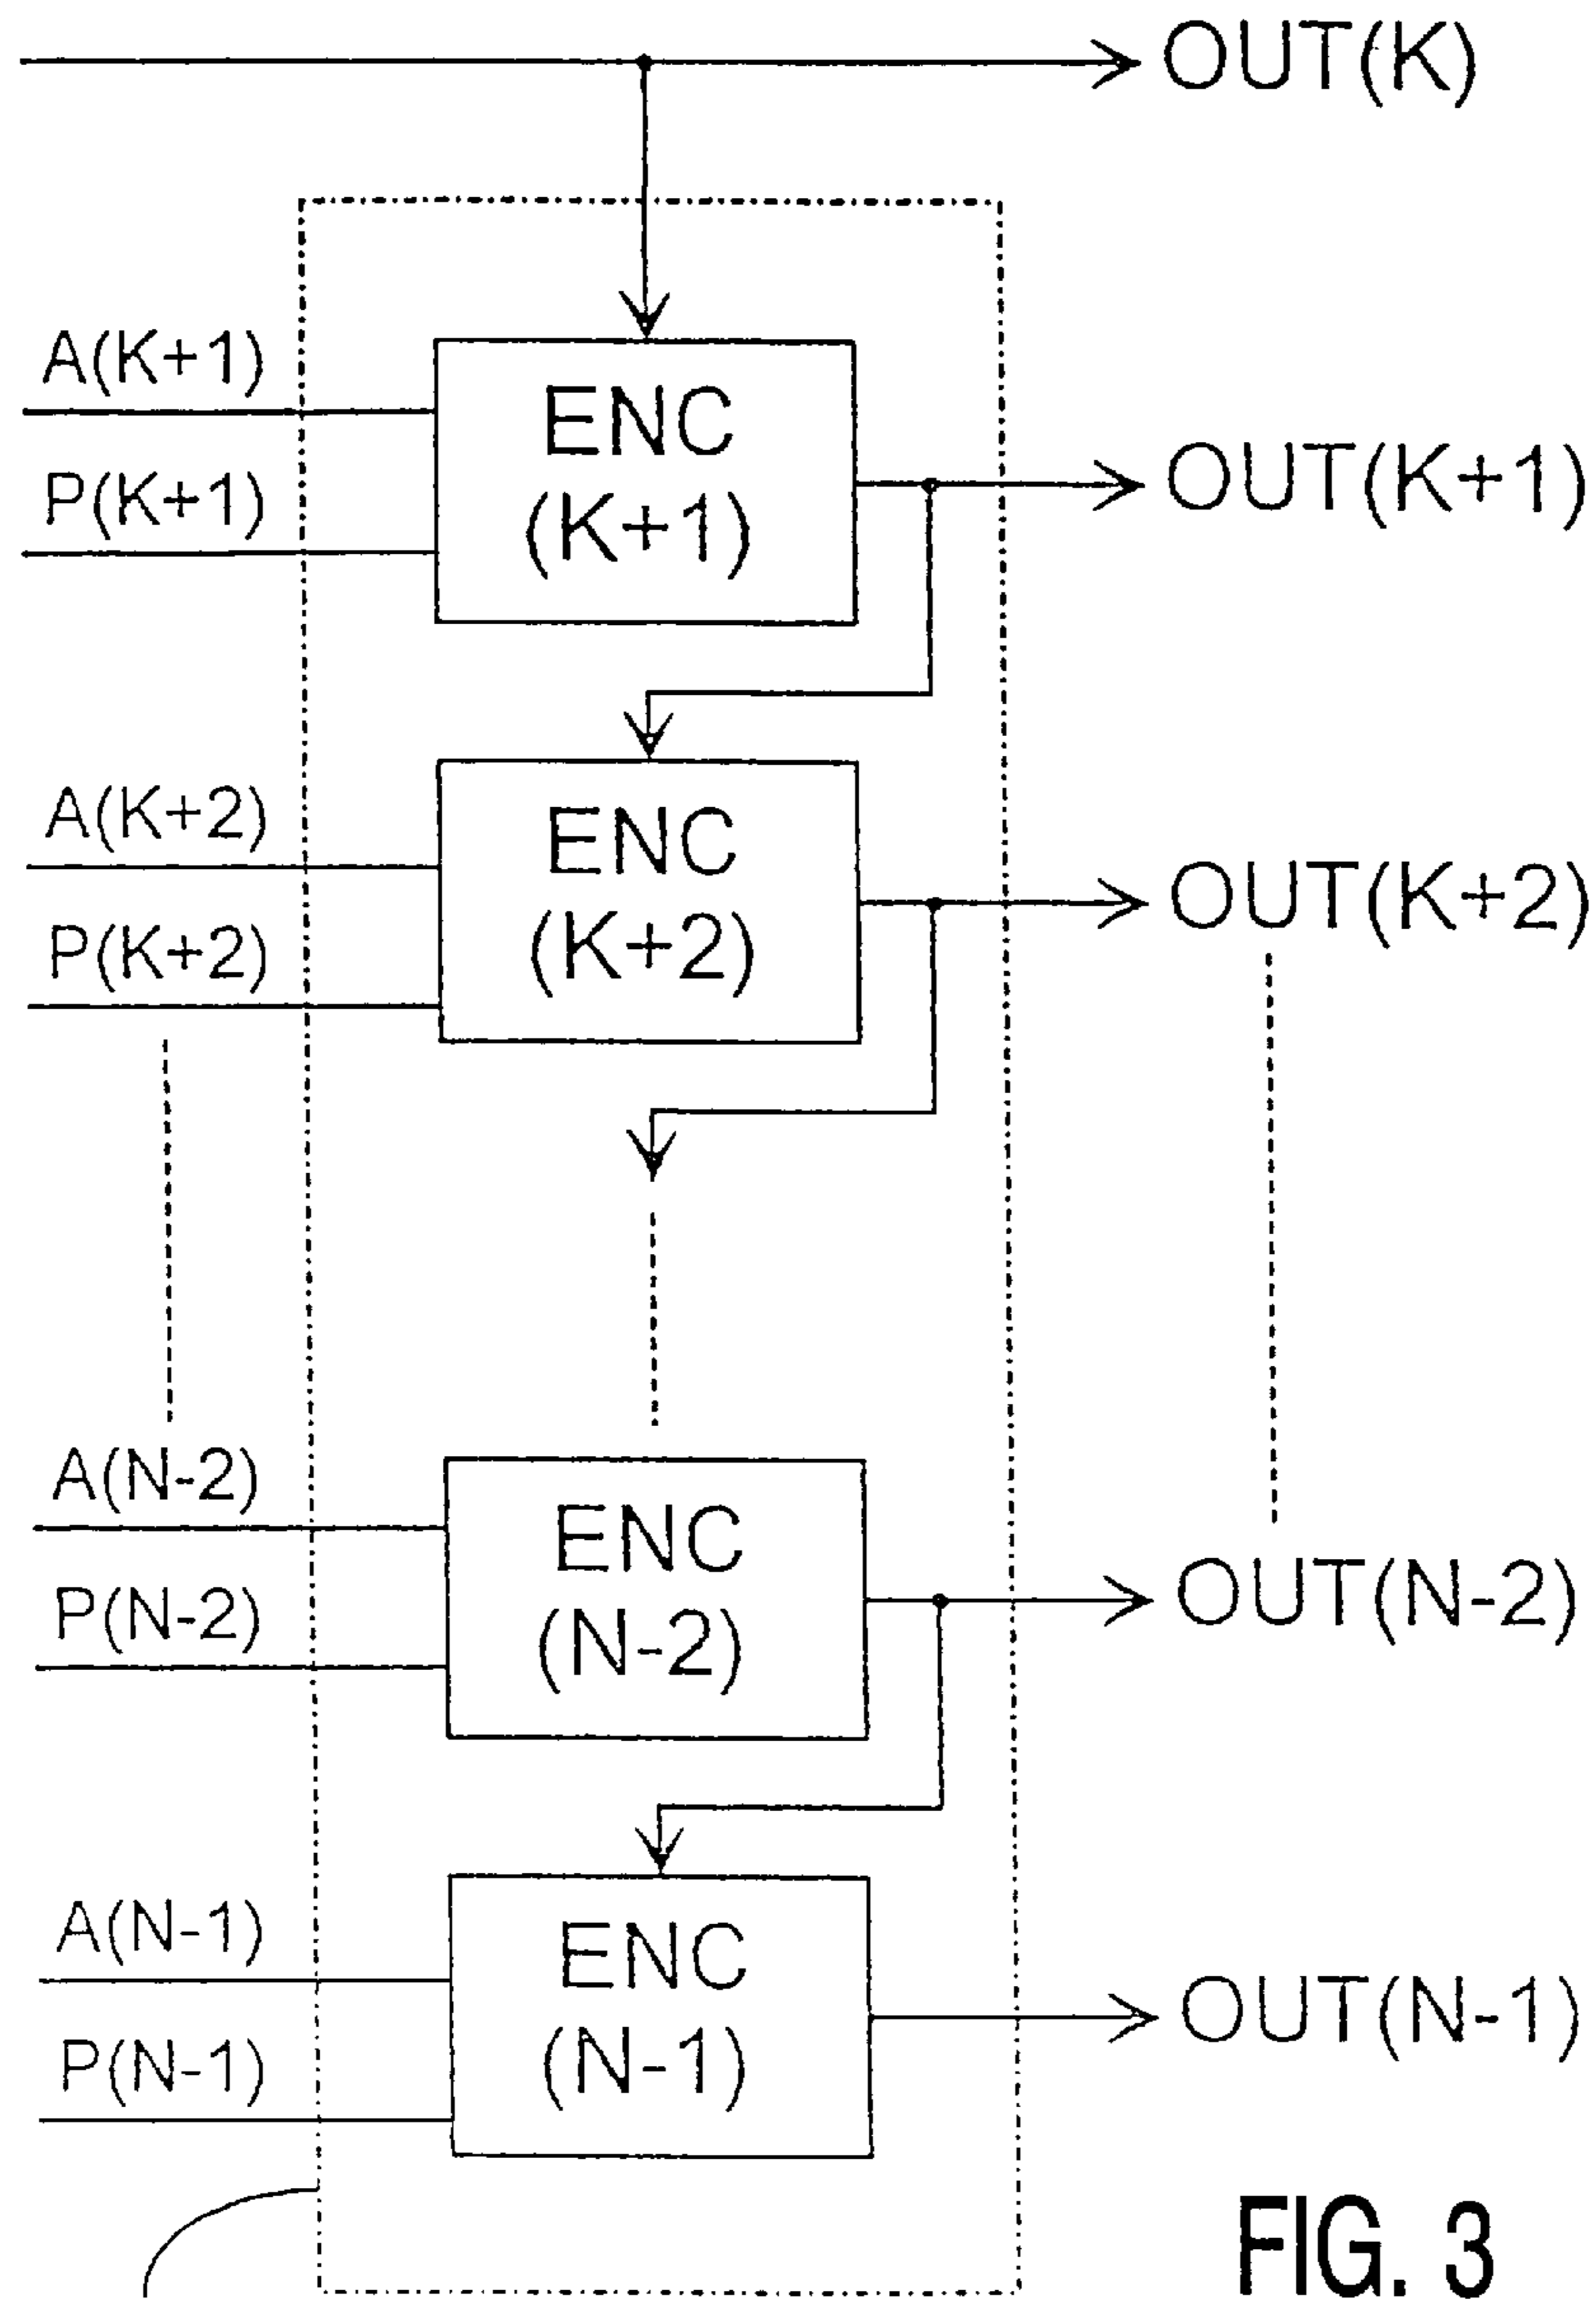 OUT(K)
A(K+1)
ENC
(K+1)
P(K+1)
OUT(K+1)
A(K+2)
ENC
(K+2)
P(K+2)
OUT(K+2)
A(N-2)
ENC
(N-2)
P(N-2)
OUT(N-2)
A(N-1)
ENC
(N-1)
P(N-1)
OUT(N-1)
FIG. 3